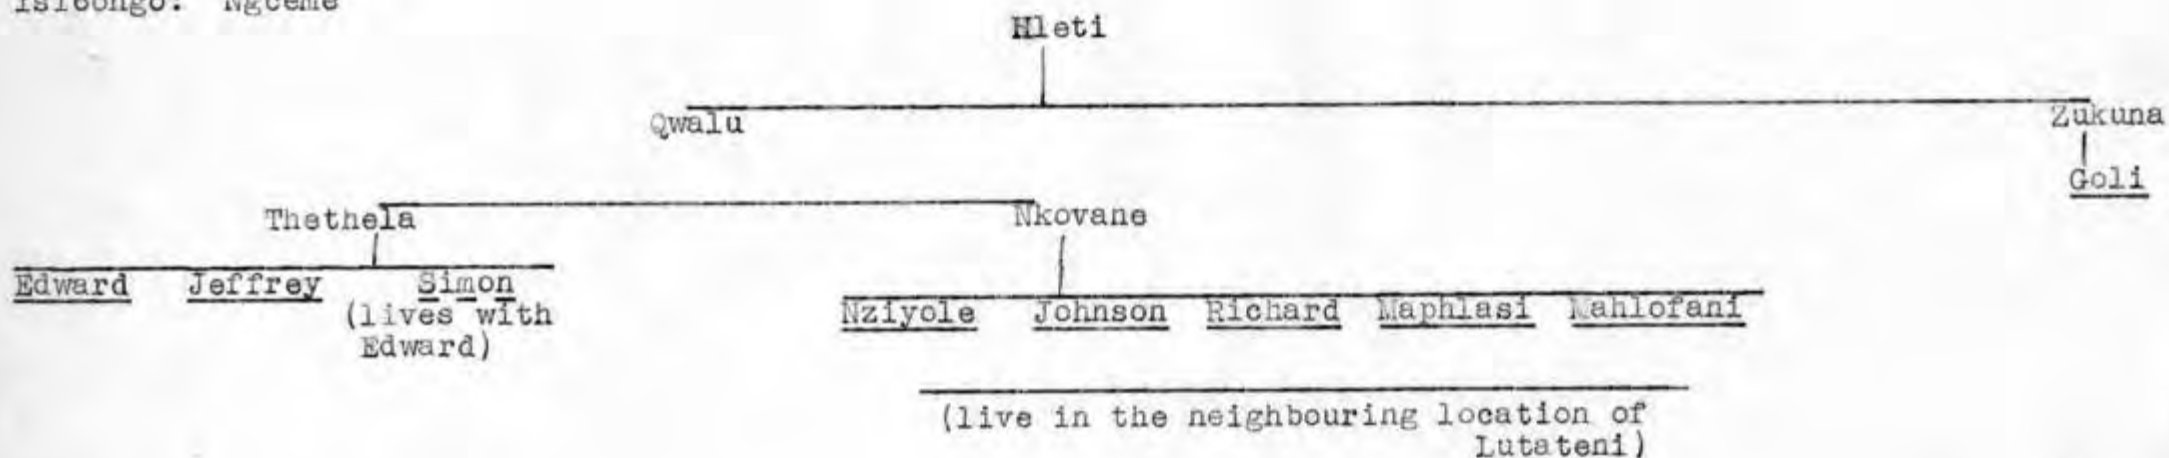 Isibongo: Ngceme
Hleti
Qwalu Zukuna
Goli
Thethela Nkovane
Edward Jeffrey Simon
(lives with
Edward)
Nziyole Johnson Richard Maphlasi Mahlofani
(live in the neighbouring location of
Lutateni)